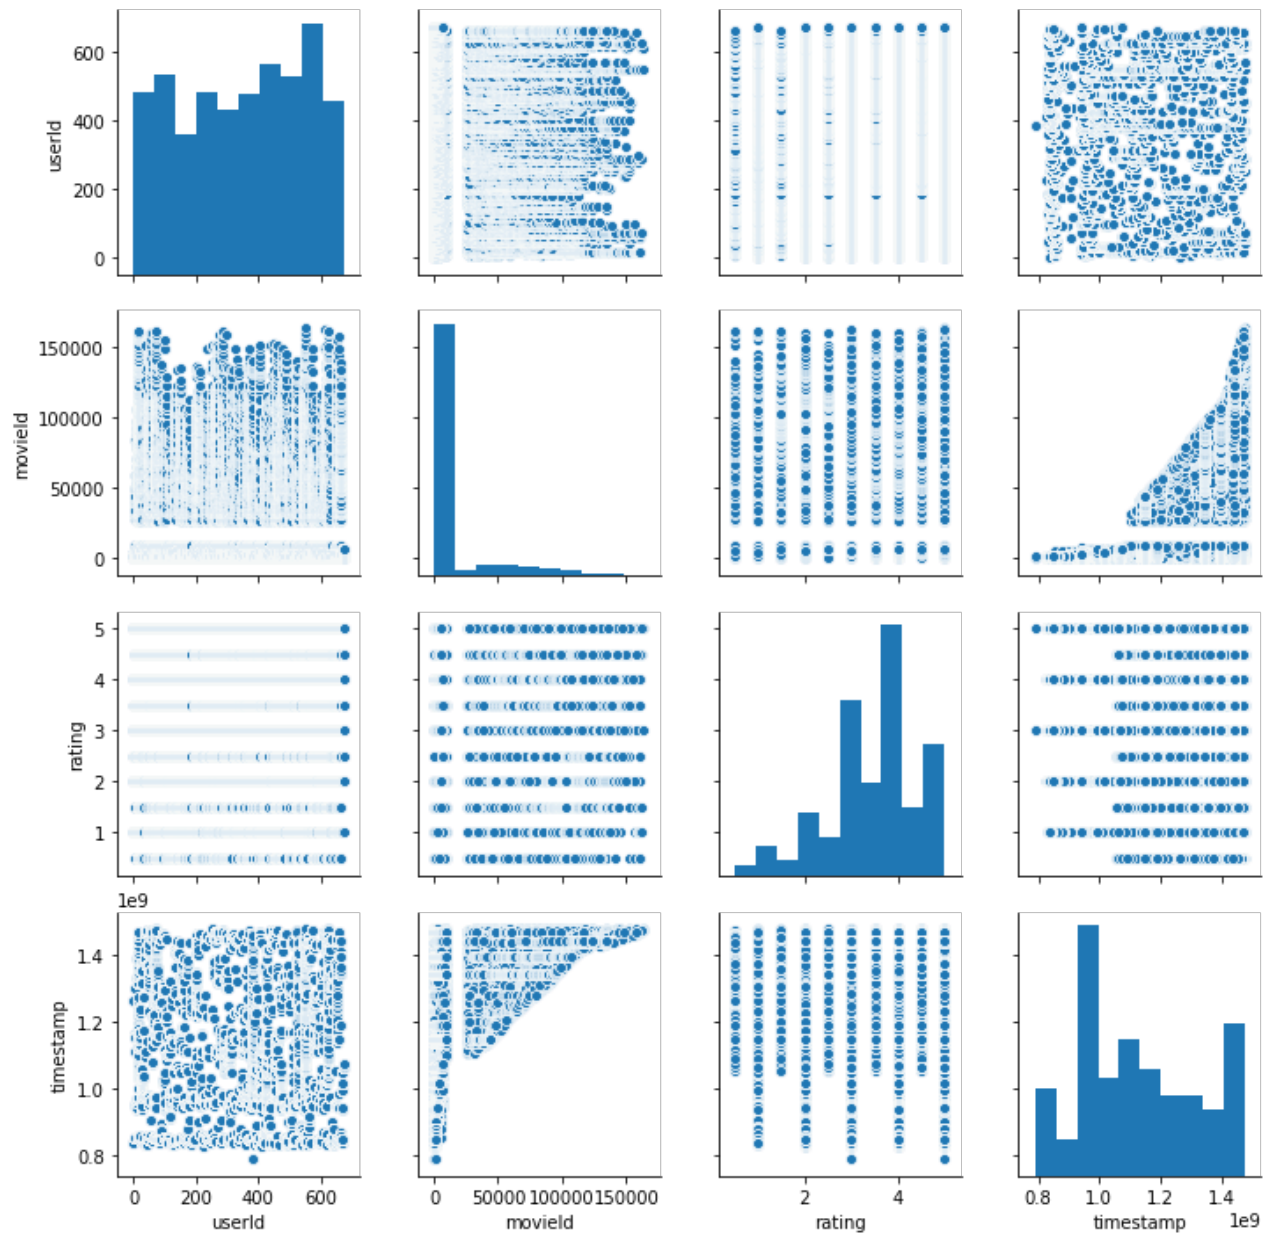 600
400
200
0
userId
150000
100000
50000
0
movieId
5
4
3
2
1
rating
1e9
1.4
1.2
1.0
0.8
timestamp
0 200 400 600
0 50000 100000 150000
2 4
0.8 1.0 1.2 1.4
1e9
userId movieId rating timestamp